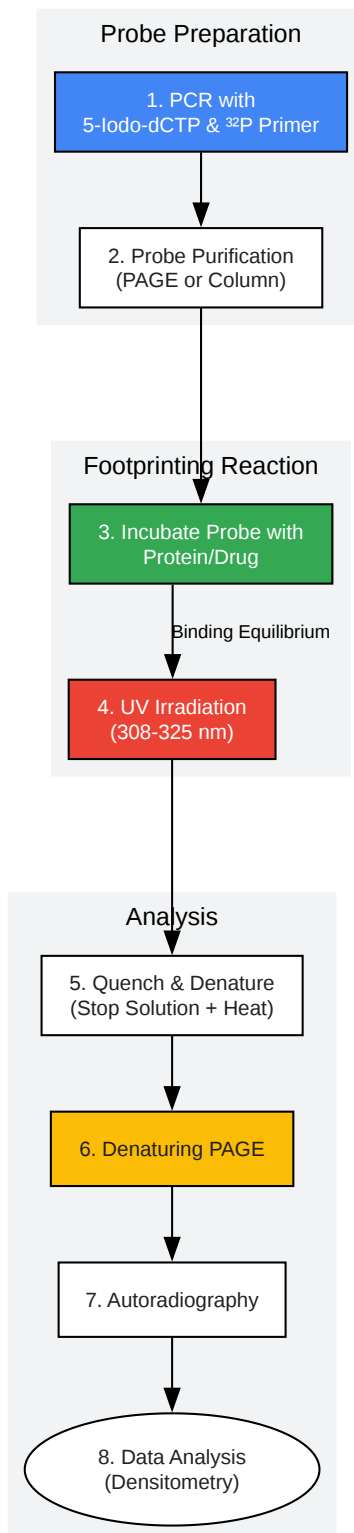 Probe Preparation
1. PCR with
5-Iodo-dCTP & ³²P Primer
2. Probe Purification
(PAGE or Column)
Footprinting Reaction
3. Incubate Probe with
Protein/Drug
Binding Equilibrium
4. UV Irradiation
(308-325 nm)
Analysis
5. Quench & Denature
(Stop Solution + Heat)
6. Denaturing PAGE
7. Autoradiography
8. Data Analysis
(Densitometry)